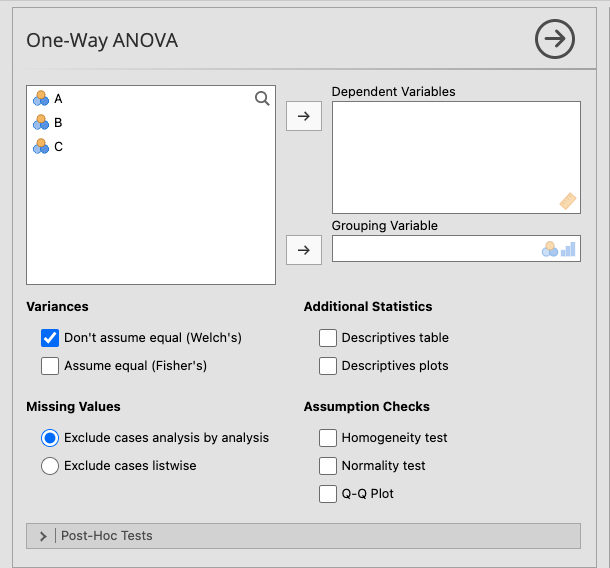 One-Way ANOVA
A
B
C
Dependent Variables
Grouping Variable
Variances
Don't assume equal (Welch's)
Assume equal (Fisher's)
Additional Statistics
Descriptives table
Descriptives plots
Missing Values
Exclude cases analysis by analysis
Exclude cases listwise
Assumption Checks
Homogeneity test
Normality test
Q-Q Plot
Post-Hoc Tests